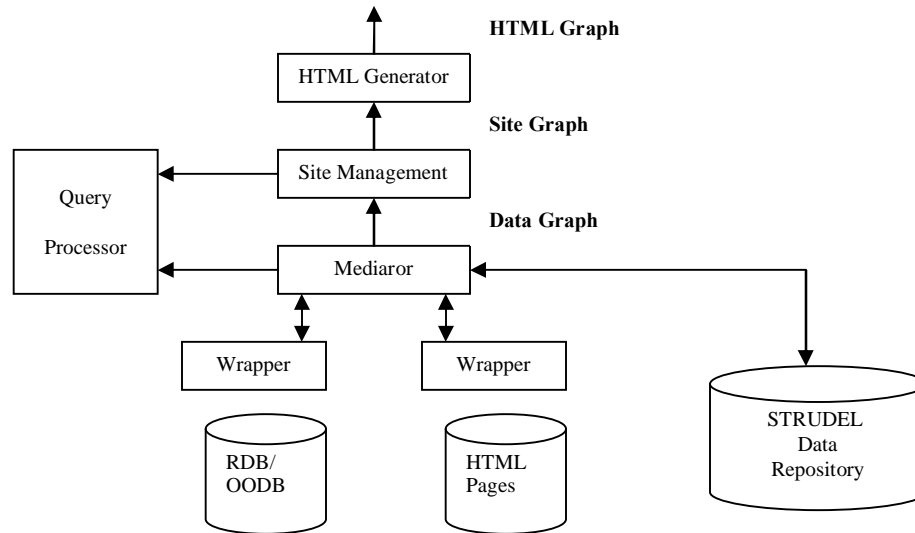 HTML Graph
HTML Generator
Site Graph
Site Management
Query
Processor
Data Graph
Mediaror
Wrapper
Wrapper
RDB/
OODB
HTML
Pages
STRUDEL
Data
Repository